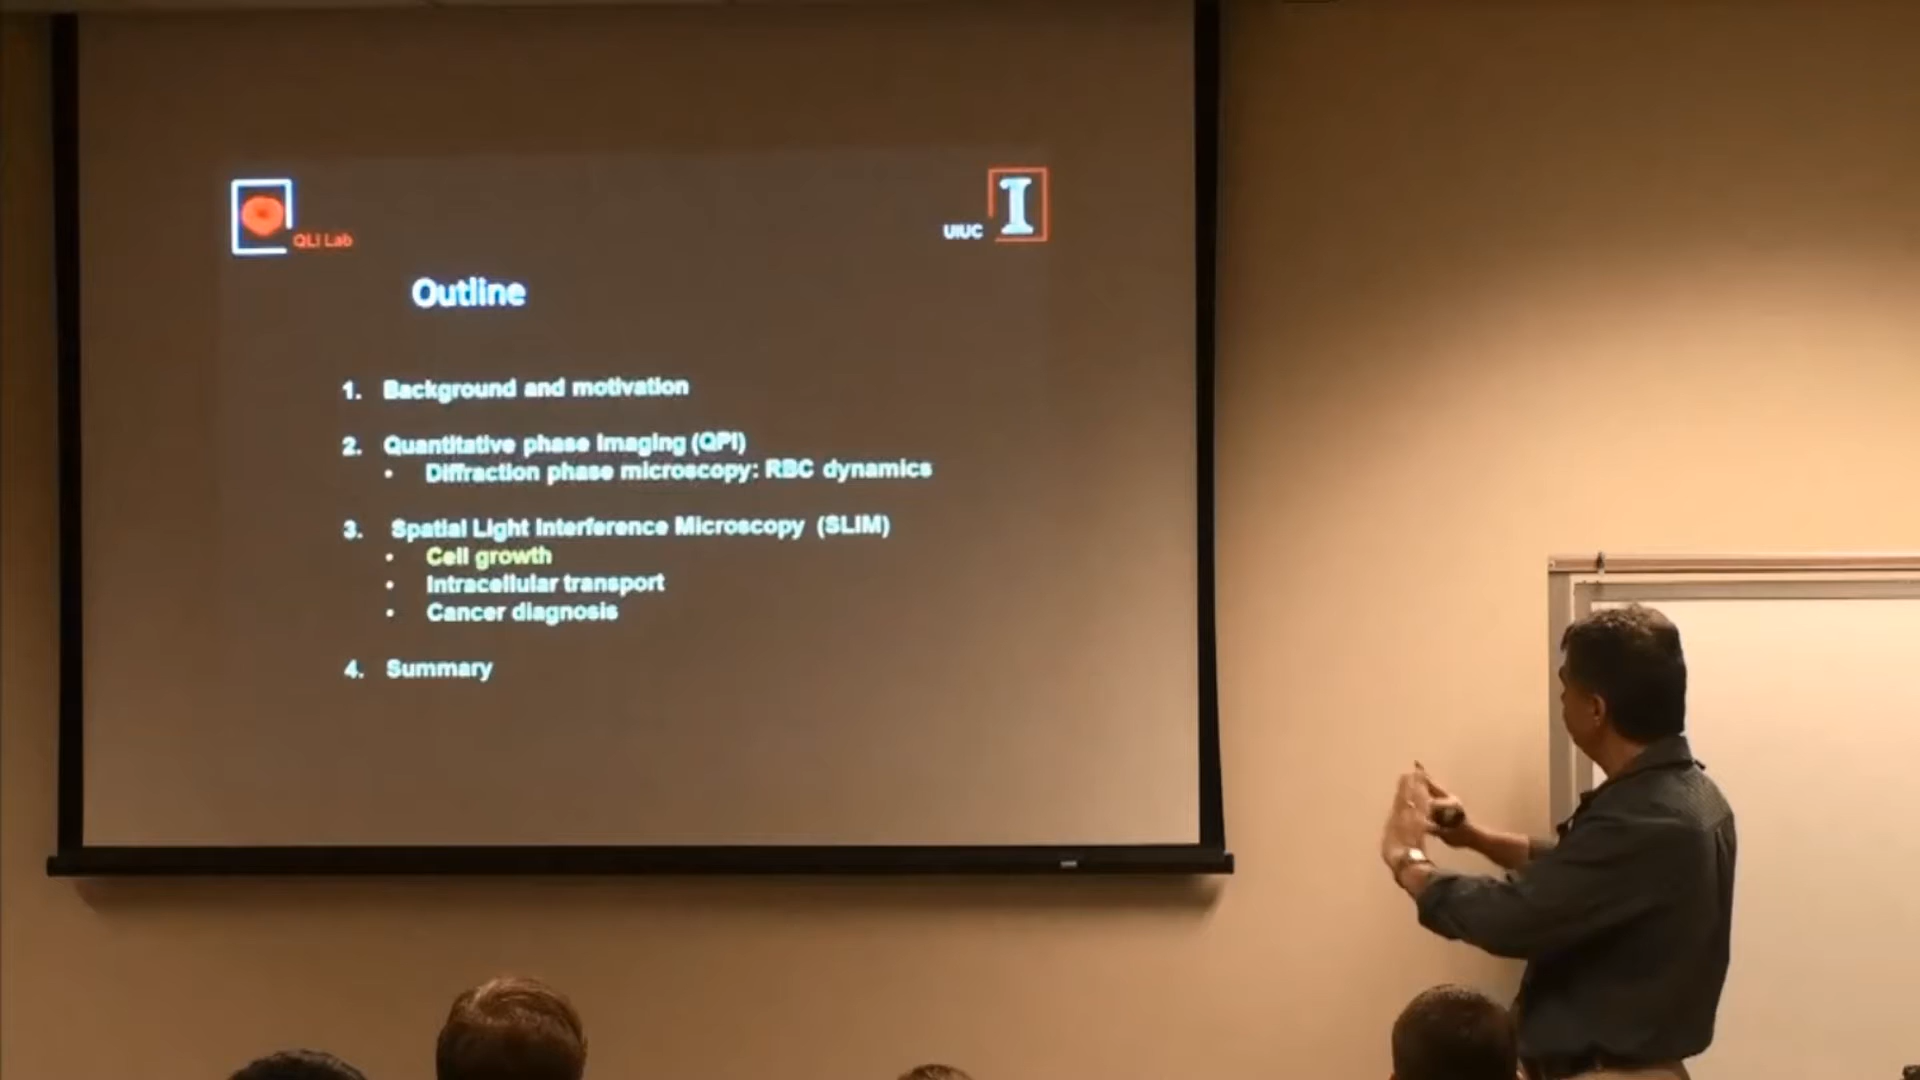 QLI Lab
UIUC I
Outline
1. Background and motivation
2. Quantitative phase Imaging (QPI)
• Diffraction phase microscopy: RBC dynamics
3. Spatial Light Interference Microscopy (SLIM)
• Cell growth
• Intracellular transport
• Cancer diagnosis
4. Summary